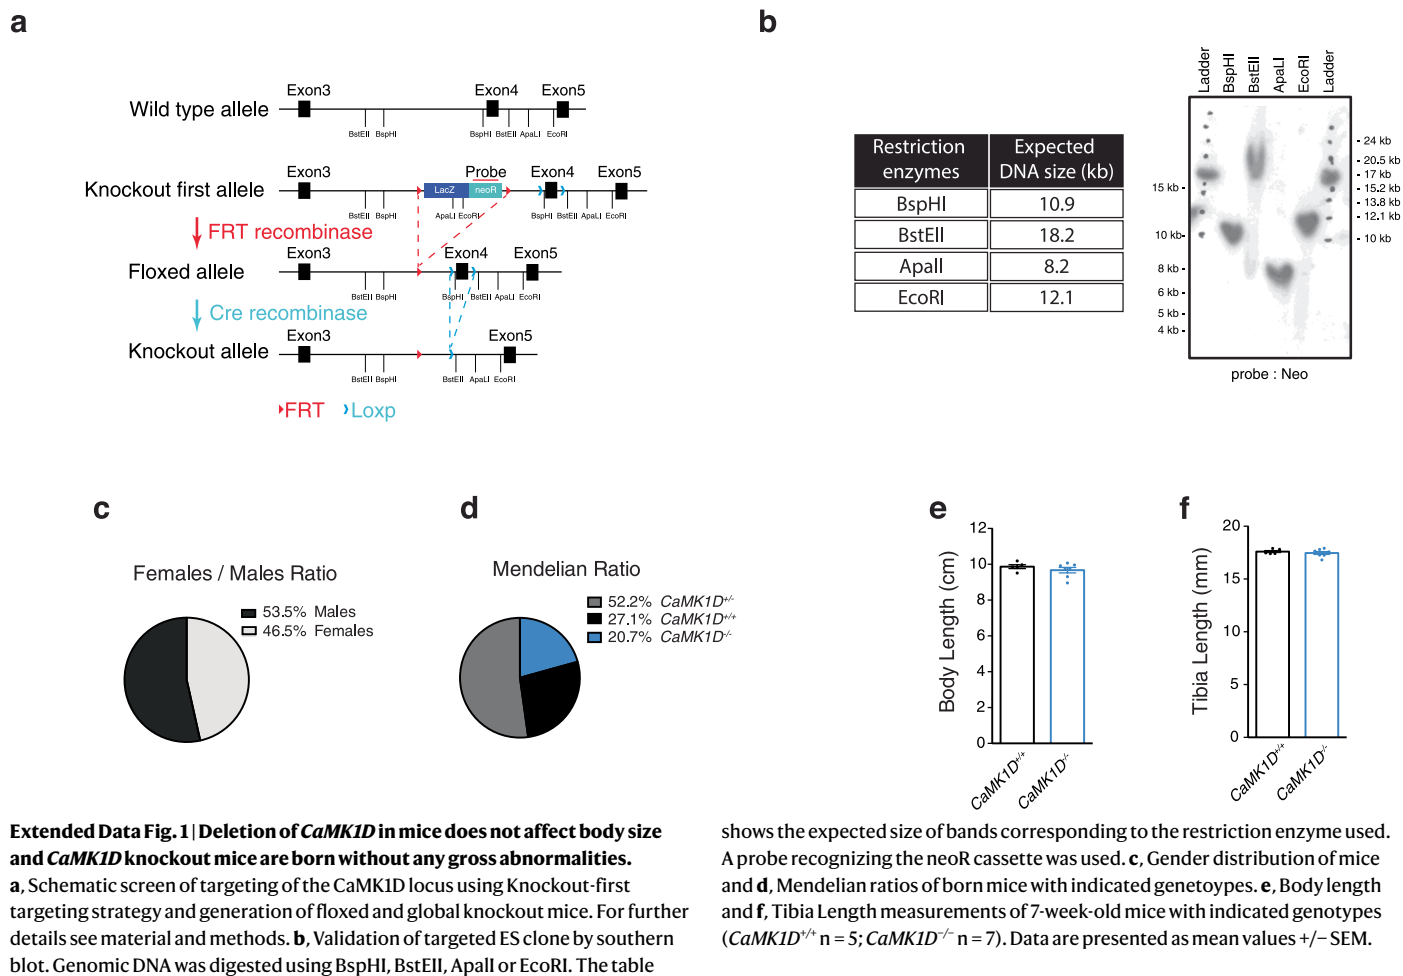 a
Exon3 Exon4 Exon5
Wild type allele
BstEII BspHI BspHI BstEII ApaLI EcoRI
Exon3 Probe Exon4 Exon5
Knockout first allele LacZ neoR
BstEII BspHI ApaLI EcoRI BspHI BstEII ApaLI EcoRI
FRT recombinase
Exon3 Exon4 Exon5
Floxed allele
BstEII BspHI BspHI BstEII ApaLI EcoRI
Cre recombinase
Exon3 Exon5
Knockout allele
BstEII BspHI BstEII ApaLI EcoRI
FRT Loxp
b
Restriction enzymes Expected DNA size (kb)
BspHI 10.9
BstEII 18.2
ApaII 8.2
EcoRI 12.1
Ladder BspHI BstEII ApaLI EcoRI Ladder
15 kb -
10 kb -
8 kb -
6 kb -
5 kb -
4 kb -
- 24 kb
- 20.5 kb
- 17 kb
- 15.2 kb
- 13.8 kb
- 12.1 kb
- 10 kb
probe : Neo
c
Females / Males Ratio
53.5% Males
46.5% Females
d
Mendelian Ratio
52.2% CaMK1D+/-
27.1% CaMK1D+/+
20.7% CaMK1D-/-
e
Body Length (cm)
12
10
8
6
4
2
0
CaMK1D+/+ CaMK1D-/-
f
Tibia Length (mm)
20
15
10
5
0
CaMK1D+/+ CaMK1D-/-
Extended Data Fig. 1 | Deletion of CaMK1D in mice does not affect body size
and CaMK1D knockout mice are born without any gross abnormalities.
a, Schematic screen of targeting of the CaMK1D locus using Knockout-first
targeting strategy and generation of floxed and global knockout mice. For further
details see material and methods. b, Validation of targeted ES clone by southern
blot. Genomic DNA was digested using BspHI, BstEII, ApaII or EcoRI. The table
shows the expected size of bands corresponding to the restriction enzyme used.
A probe recognizing the neoR cassette was used. c, Gender distribution of mice
and d, Mendelian ratios of born mice with indicated genetoypes. e, Body length
and f, Tibia Length measurements of 7-week-old mice with indicated genotypes
(CaMK1D+/+ n = 5; CaMK1D−/− n = 7). Data are presented as mean values +/− SEM.